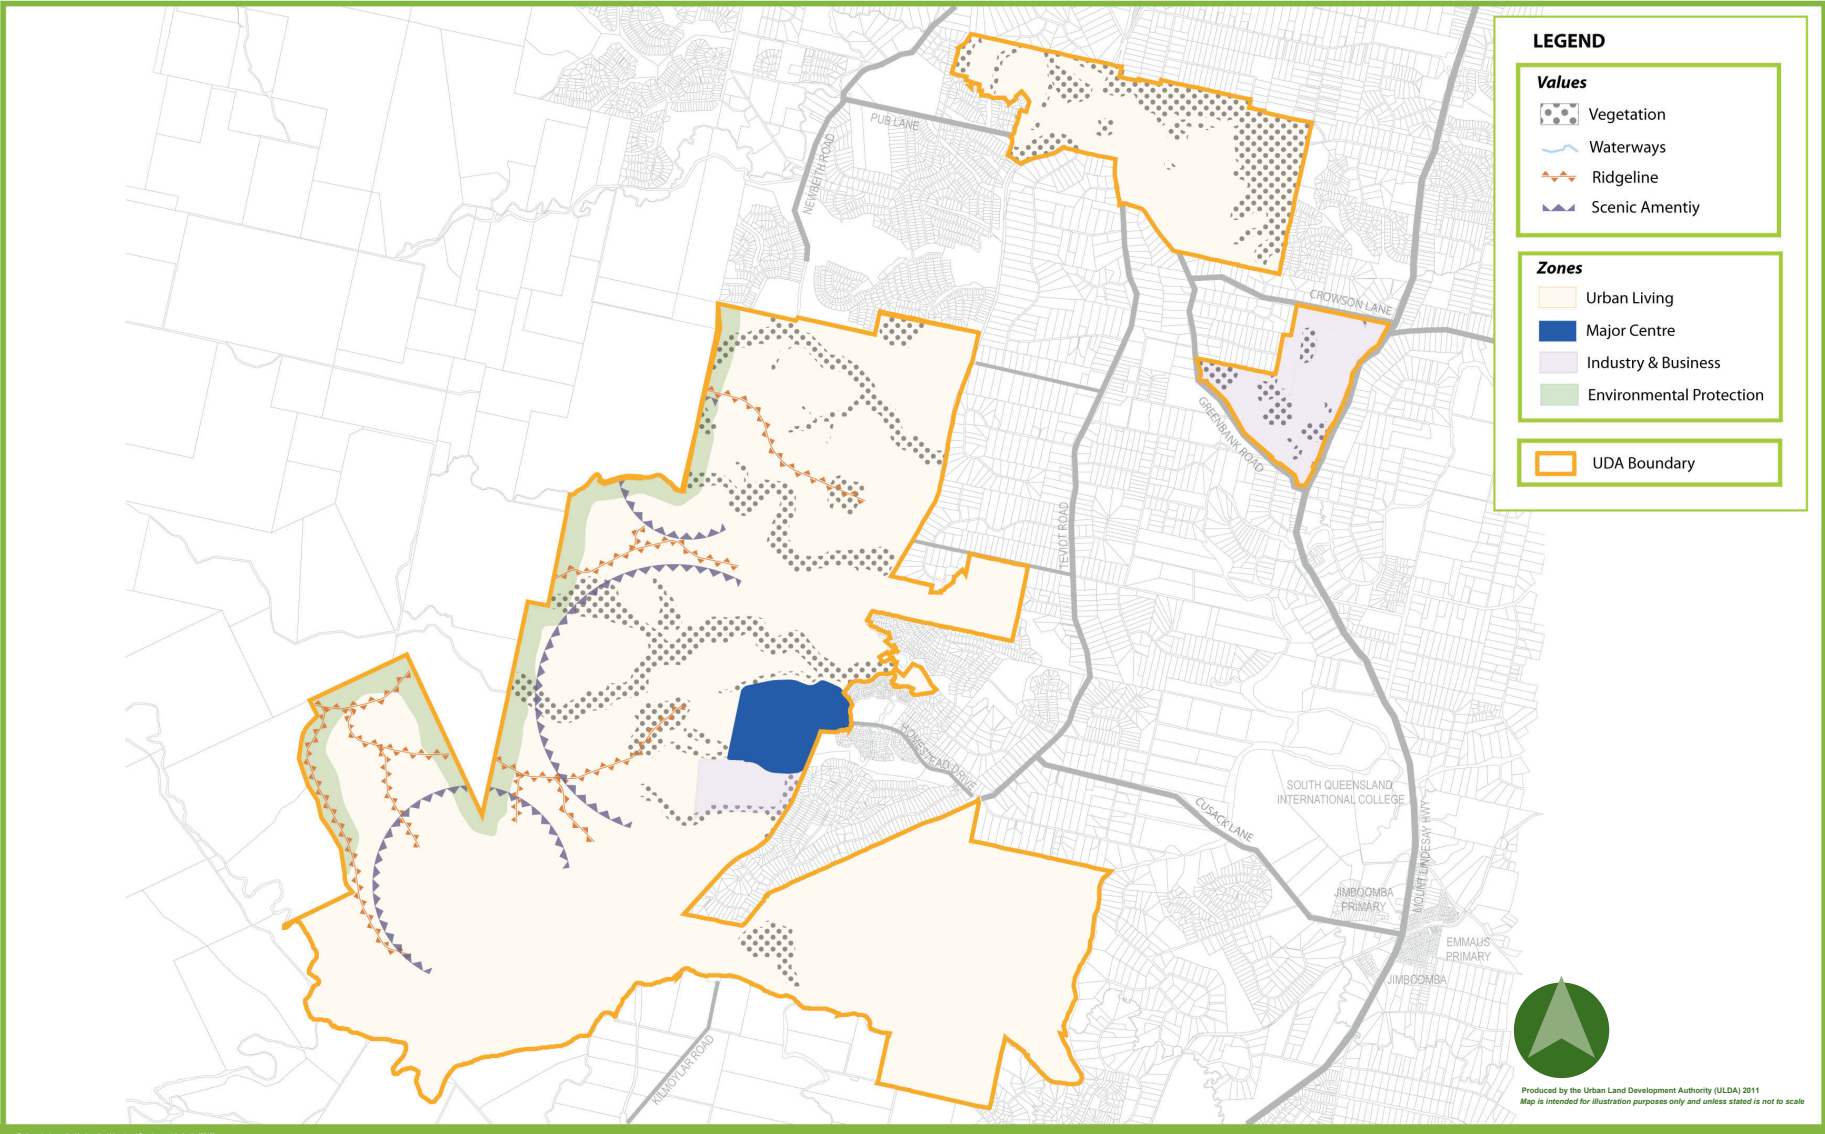 PUB LANE
NEWBEITH ROAD
CROWSON LANE
GREENBANK ROAD
TEVIOT ROAD
HOMESTEAD DRIVE
CUSACK LANE
SOUTH QUEENSLAND
INTERNATIONAL COLLEGE
MOUNT LINDESAY HWY
JIMBOOMBA
PRIMARY
EMMAUS
PRIMARY
JIMBOOMBA
KILMOYLAR ROAD
LEGEND
Values
Vegetation
Waterways
Ridgeline
Scenic Amentiy
Zones
Urban Living
Major Centre
Industry & Business
Environmental Protection
UDA Boundary
Produced by the Urban Land Development Authority (ULDA) 2011
Map is intended for illustration purposes only and unless stated is not to scale